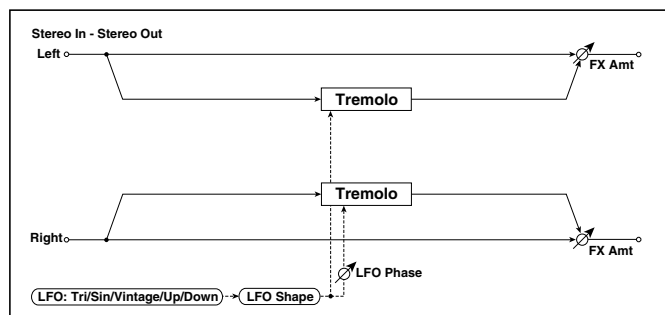 Stereo In - Stereo Out
Left
FX Amt
Tremolo
Tremolo
Right
FX Amt
LFO Phase
LFO: Tri/Sin/Vintage/Up/Down
LFO Shape